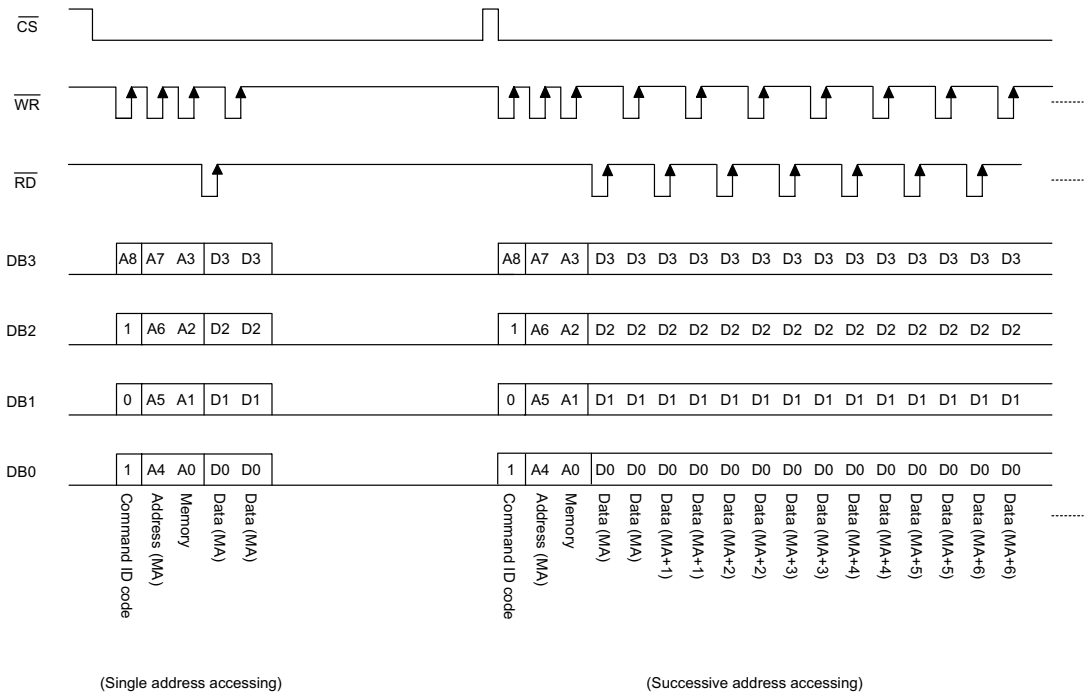 CS
WR
RD
DB3 A8 A7 A3 D3 D3 A8 A7 A3 D3 D3 D3 D3 D3 D3 D3 D3 D3 D3 D3 D3 D3 D3
DB2 1 A6 A2 D2 D2 1 A6 A2 D2 D2 D2 D2 D2 D2 D2 D2 D2 D2 D2 D2 D2 D2
DB1 0 A5 A1 D1 D1 0 A5 A1 D1 D1 D1 D1 D1 D1 D1 D1 D1 D1 D1 D1 D1 D1
DB0 1 A4 A0 D0 D0 1 A4 A0 D0 D0 D0 D0 D0 D0 D0 D0 D0 D0 D0 D0 D0 D0
Command ID code
Address (MA)
Memory
Data (MA)
Data (MA)
Command ID code
Address (MA)
Memory
Data (MA)
Data (MA)
Data (MA+1)
Data (MA+1)
Data (MA+2)
Data (MA+2)
Data (MA+3)
Data (MA+3)
Data (MA+4)
Data (MA+4)
Data (MA+5)
Data (MA+5)
Data (MA+6)
Data (MA+6)
(Single address accessing)
(Successive address accessing)